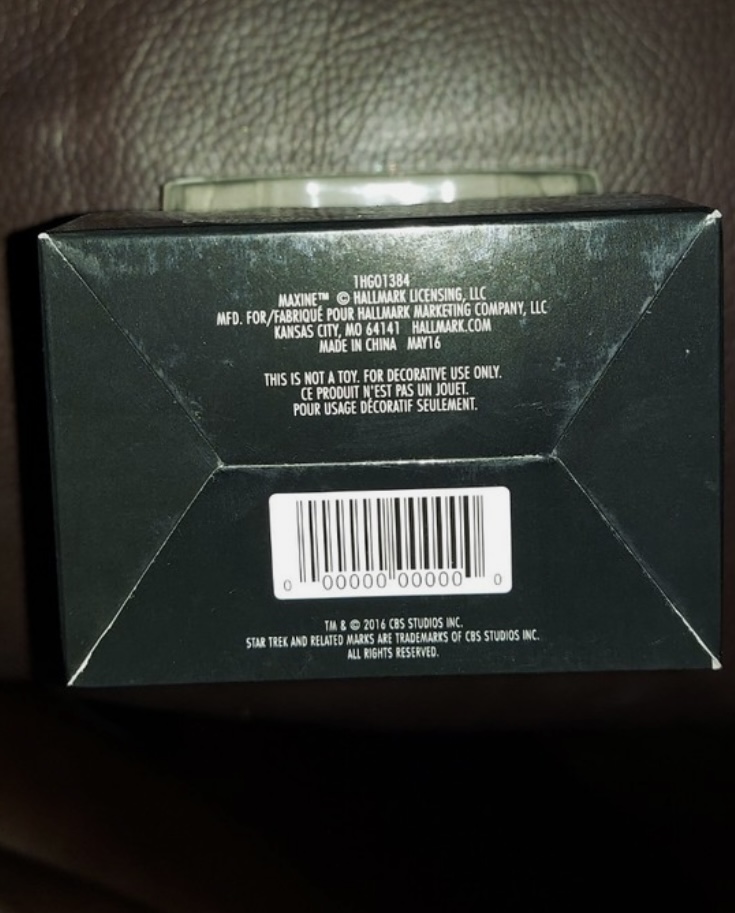 1HGO1384
MAXINE™ © HALLMARK LICENSING, LLC
MFD. FOR/FABRIQUÉ POUR HALLMARK MARKETING COMPANY, LLC
KANSAS CITY, MO 64141 HALLMARK.COM
MADE IN CHINA MAY16
THIS IS NOT A TOY. FOR DECORATIVE USE ONLY.
CE PRODUIT N'EST PAS UN JOUET.
POUR USAGE DÉCORATIF SEULEMENT.
0 00000 00000 0
TM & © 2016 CBS STUDIOS INC.
STAR TREK AND RELATED MARKS ARE TRADEMARKS OF CBS STUDIOS INC.
ALL RIGHTS RESERVED.